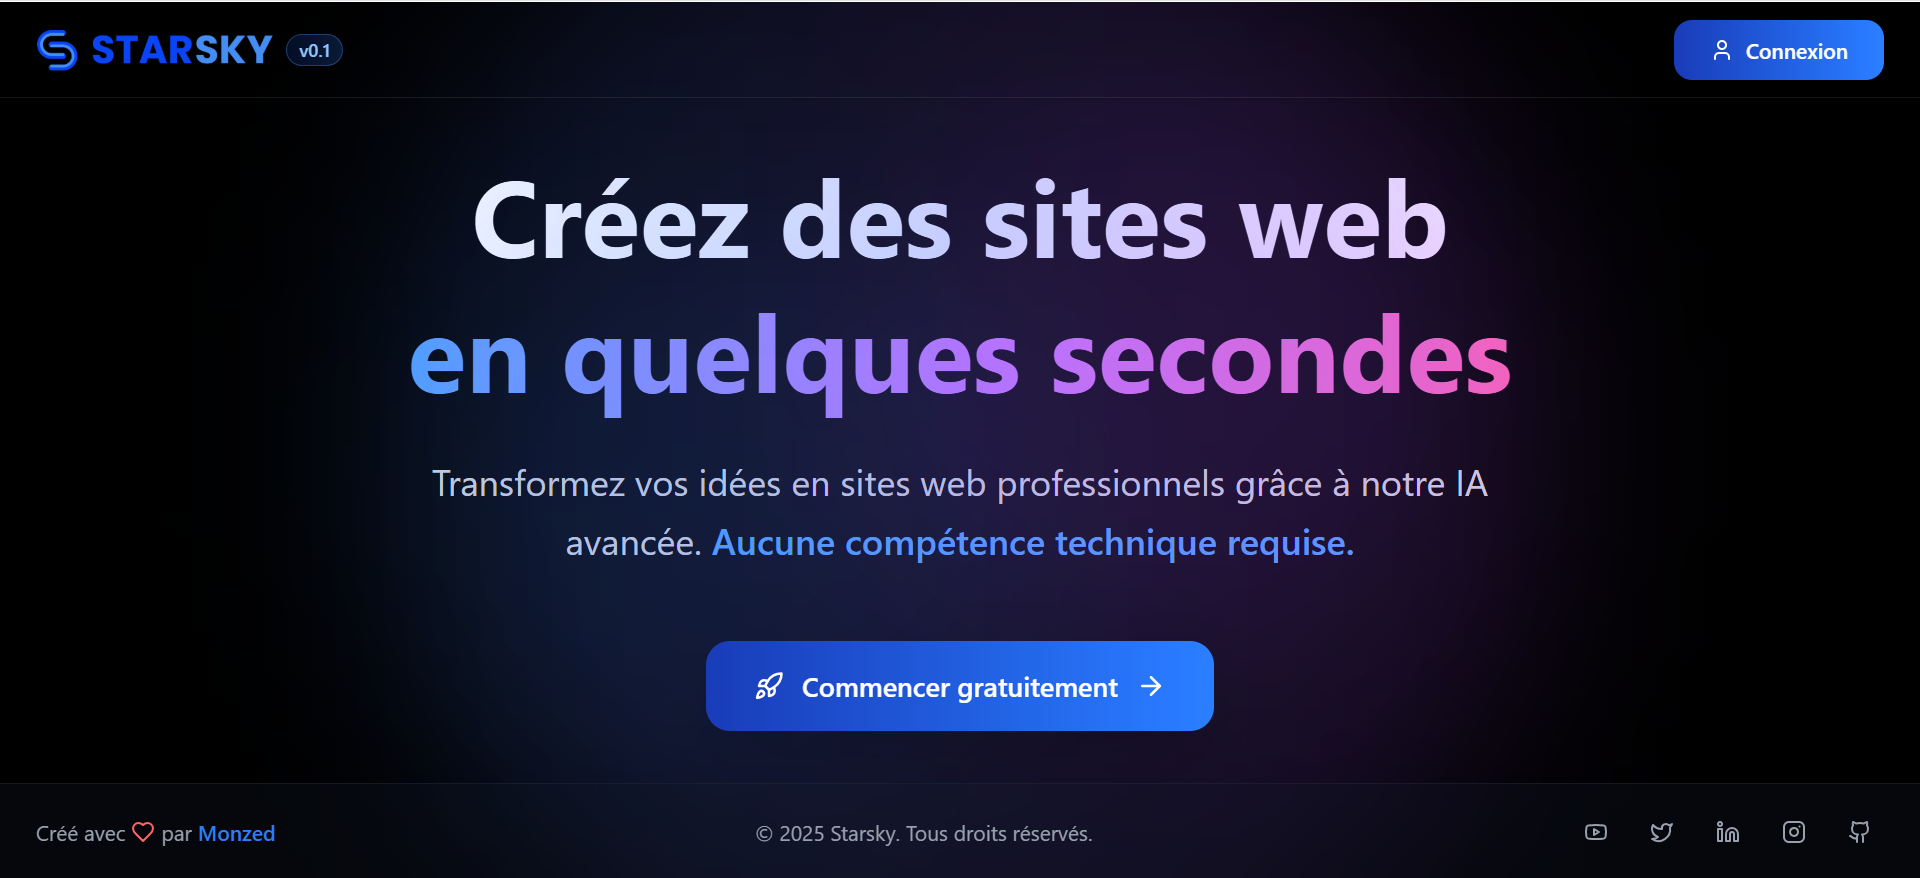 STARSKY v0.1
Connexion
Créez des sites web
en quelques secondes
Transformez vos idées en sites web professionnels grâce à notre IA
avancée. Aucune compétence technique requise.
Commencer gratuitement
Créé avec par Monzed
© 2025 Starsky. Tous droits réservés.